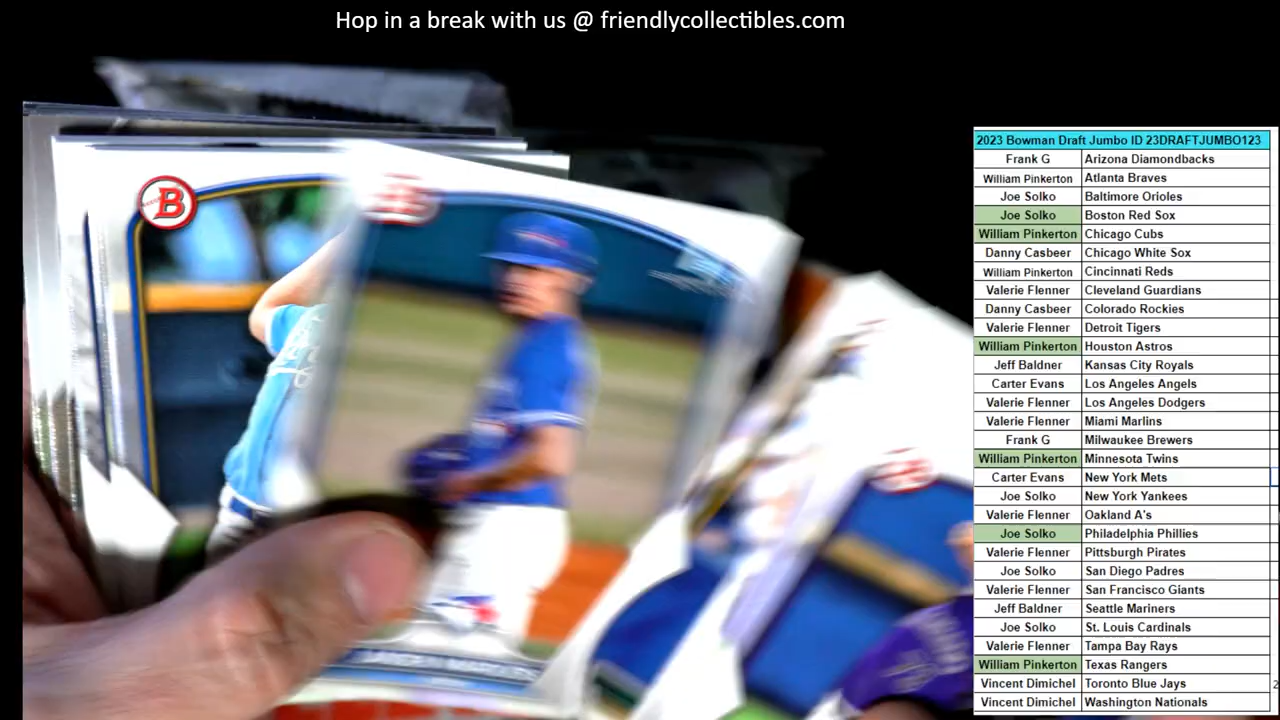 Hop in a break with us @ friendlycollectibles.com
2023 Bowman Draft Jumbo ID 23DRAFTJUMBO123
Frank G Arizona Diamondbacks
William Pinkerton Atlanta Braves
Joe Solko Baltimore Orioles
Joe Solko Boston Red Sox
William Pinkerton Chicago Cubs
Danny Casbeer Chicago White Sox
William Pinkerton Cincinnati Reds
Valerie Flenner Cleveland Guardians
Danny Casbeer Colorado Rockies
Valerie Flenner Detroit Tigers
William Pinkerton Houston Astros
Jeff Baldner Kansas City Royals
Carter Evans Los Angeles Angels
Valerie Flenner Los Angeles Dodgers
Valerie Flenner Miami Marlins
Frank G Milwaukee Brewers
William Pinkerton Minnesota Twins
Carter Evans New York Mets
Joe Solko New York Yankees
Valerie Flenner Oakland A's
Joe Solko Philadelphia Phillies
Valerie Flenner Pittsburgh Pirates
Joe Solko San Diego Padres
Valerie Flenner San Francisco Giants
Jeff Baldner Seattle Mariners
Joe Solko St. Louis Cardinals
Valerie Flenner Tampa Bay Rays
William Pinkerton Texas Rangers
Vincent Dimichel Toronto Blue Jays
Vincent Dimichel Washington Nationals
2
B